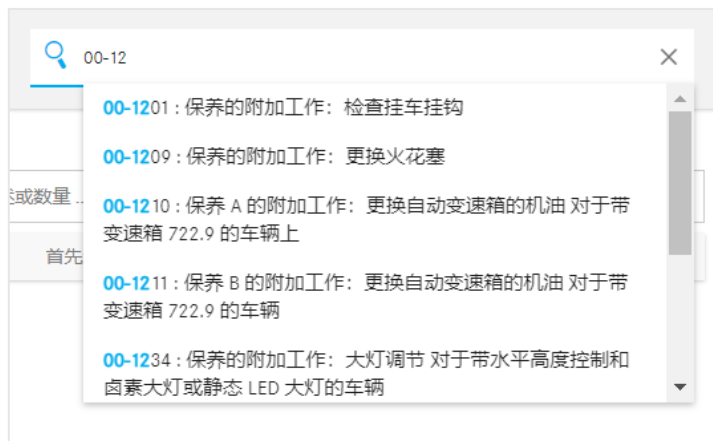 00-12
00-1201 : 保养的附加工作：检查挂车挂钩
00-1209 : 保养的附加工作：更换火花塞
或数量 ..
00-1210 : 保养 A 的附加工作：更换自动变速箱的机油 对于带
变速箱 722.9 的车辆上
首先
00-1211 : 保养 B 的附加工作：更换自动变速箱的机油 对于带
变速箱 722.9 的车辆
00-1234 : 保养的附加工作：大灯调节 对于带水平高度控制和
卤素大灯或静态 LED 大灯的车辆